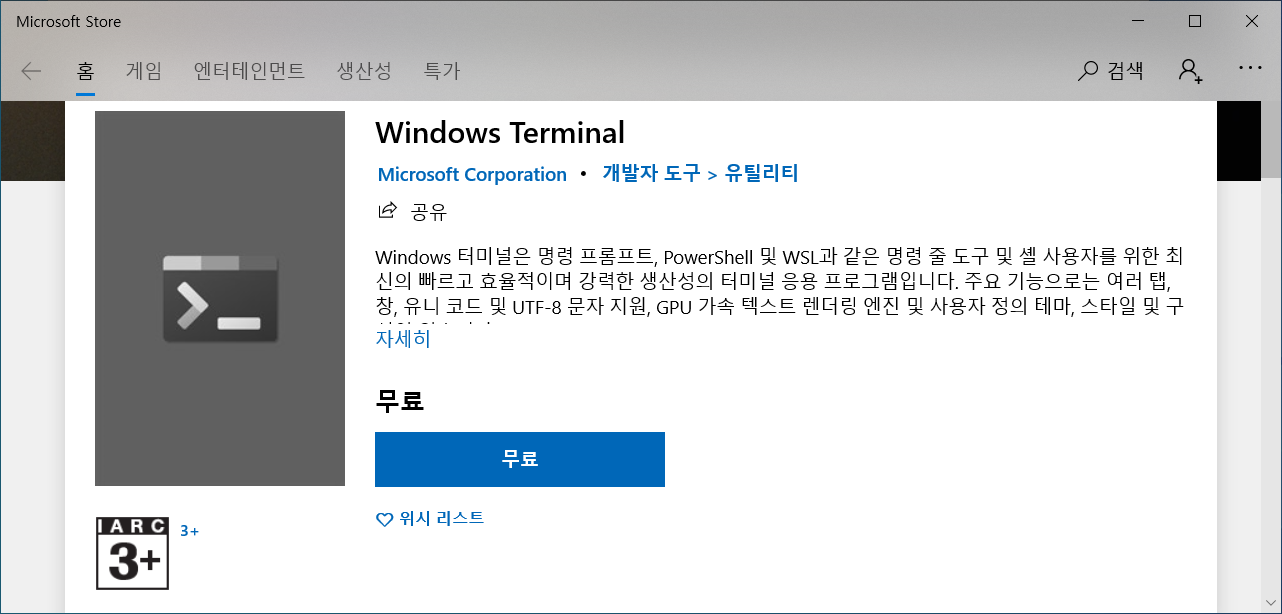 Microsoft Store
홈 게임 엔터테인먼트 생산성 특가 검색
Windows Terminal
Microsoft Corporation • 개발자 도구 > 유틸리티
공유
Windows 터미널은 명령 프롬프트, PowerShell 및 WSL과 같은 명령 줄 도구 및 셸 사용자를 위한 최
신의 빠르고 효율적이며 강력한 생산성의 터미널 응용 프로그램입니다. 주요 기능으로는 여러 탭,
창, 유니 코드 및 UTF-8 문자 지원, GPU 가속 텍스트 렌더링 엔진 및 사용자 정의 테마, 스타일 및 구
자세히
무료
무료
위시 리스트
IARC
3+
3+